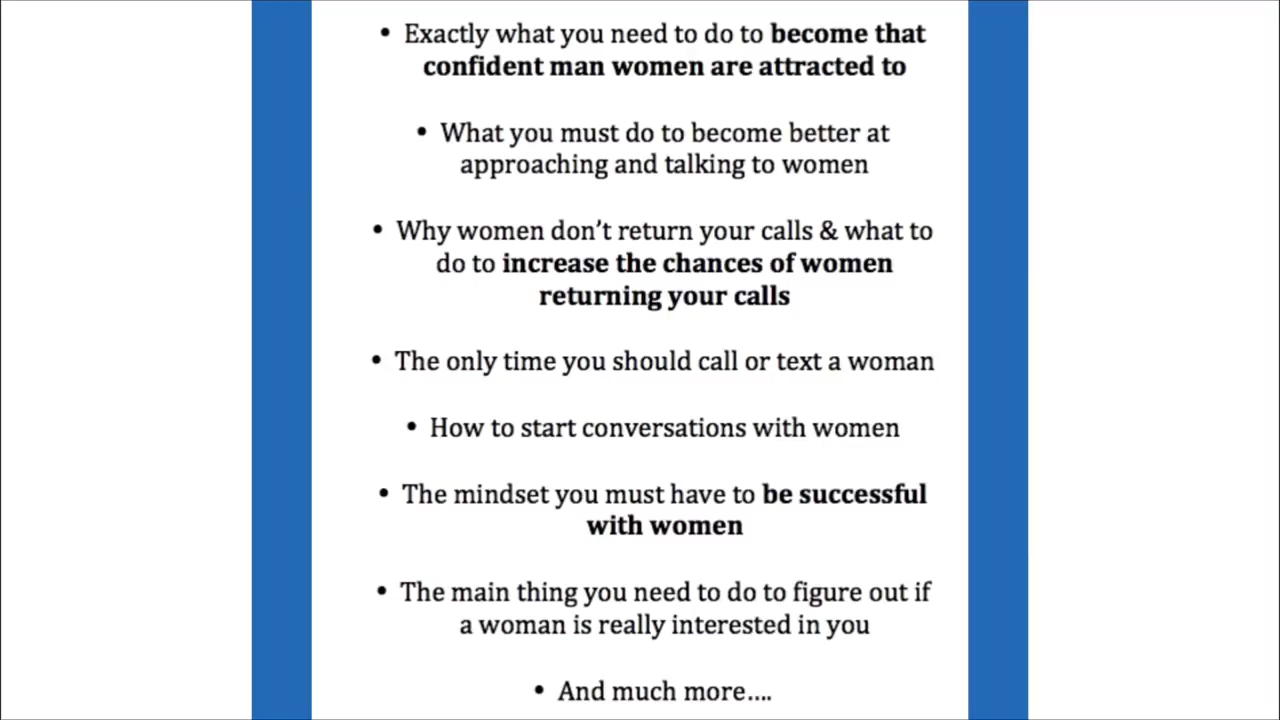 • Exactly what you need to do to become that
confident man women are attracted to
• What you must do to become better at
approaching and talking to women
• Why women don’t return your calls & what to
do to increase the chances of women
returning your calls
• The only time you should call or text a woman
• How to start conversations with women
• The mindset you must have to be successful
with women
• The main thing you need to do to figure out if
a woman is really interested in you
• And much more....